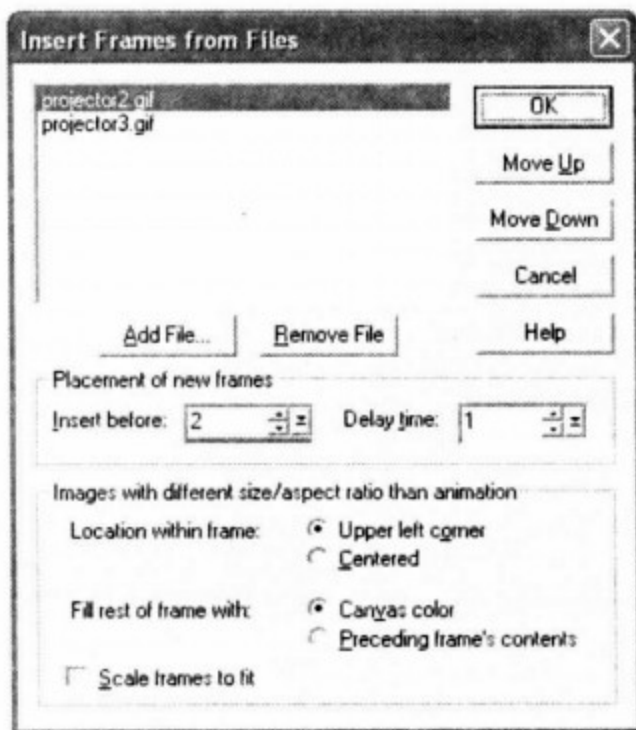 Insert Frames from Files
projector2.gif
projector3.gif
OK
Move Up
Move Down
Cancel
Add File...
Remove File
Help
Placement of new frames
Insert before: 2 Delay time: 1
Images with different size/aspect ratio than animation
Location within frame: Upper left corner
Centered
Fill rest of frame with: Canvas color
Preceding frame's contents
Scale frames to fit